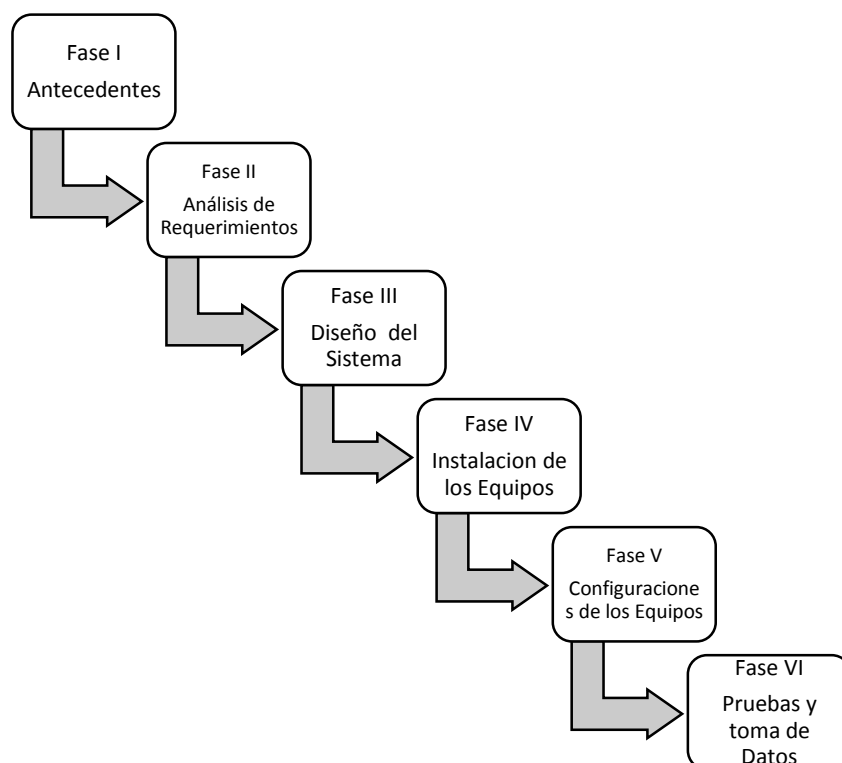 Fase I
Antecedentes
Fase II
Análisis de
Requerimientos
Fase III
Diseño  del
Sistema
Fase IV
Instalacion de
los Equipos
Fase V
Configuracione
s de los Equipos
Fase VI
Pruebas y
toma de
Datos